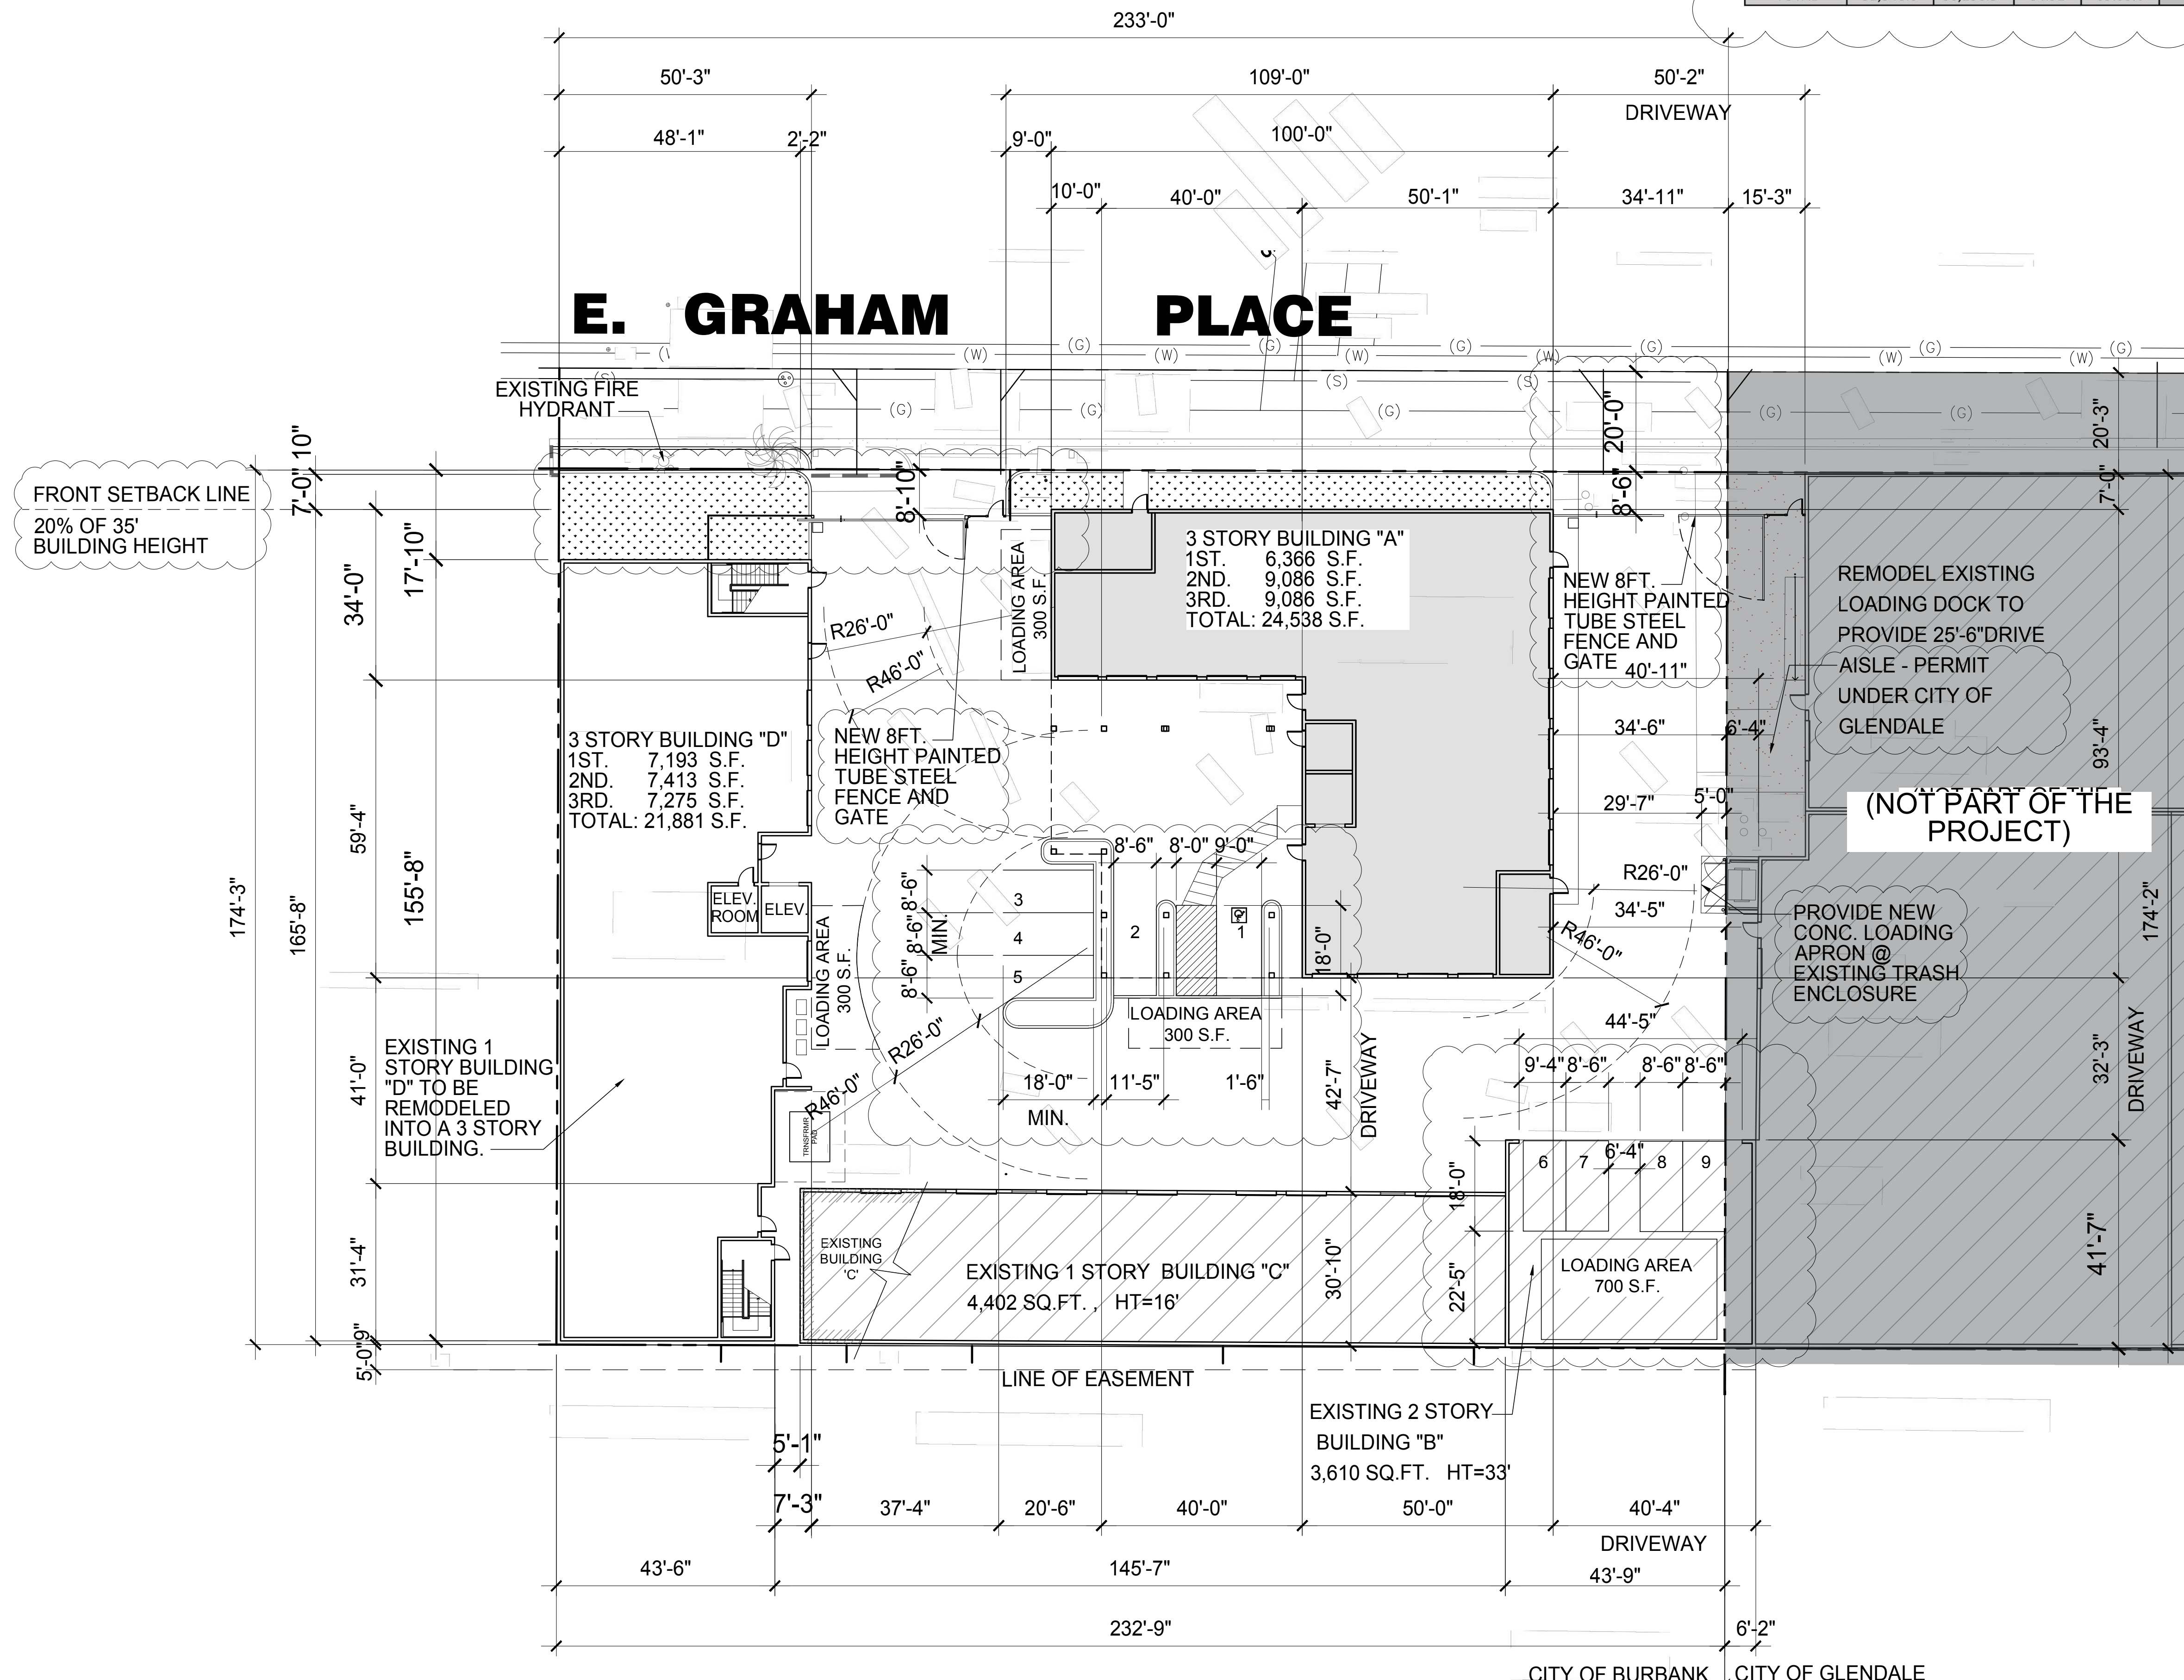 233'-0"
50'-3"
109'-0"
50'-2"
DRIVEWAY
48'-1"
2'-2"
9'-0"
100'-0"
10'-0"
40'-0"
50'-1"
34'-11"
15'-3"
E. GRAHAM PLACE
(G) (G) (G) (G) (G) (G)
(W) (W) (W) (W) (W) (W)
(S) (S) (S)
(G) (G) (G) (G) (G)
EXISTING FIRE
HYDRANT
20'-0"
20'-3"
10"
7'-0"
8'-10"
8'-6"
7'-0"
FRONT SETBACK LINE
20% OF 35'
BUILDING HEIGHT
17'-10"
34'-0"
LOADING AREA
300 S.F.
3 STORY BUILDING "A"
1ST. 6,366 S.F.
2ND. 9,086 S.F.
3RD. 9,086 S.F.
TOTAL: 24,538 S.F.
NEW 8FT.
HEIGHT PAINTED
TUBE STEEL
FENCE AND
GATE
40'-11"
REMODEL EXISTING
LOADING DOCK TO
PROVIDE 25'-6"DRIVE
AISLE - PERMIT
UNDER CITY OF
GLENDALE
R26'-0"
R46'-0"
34'-6"
6'-4"
93'-4"
3 STORY BUILDING "D"
1ST. 7,193 S.F.
2ND. 7,413 S.F.
3RD. 7,275 S.F.
TOTAL: 21,881 S.F.
NEW 8FT.
HEIGHT PAINTED
TUBE STEEL
FENCE AND
GATE
29'-7"
5'-0"
(NOT PART OF THE
PROJECT)
59'-4"
155'-8"
174'-3"
165'-8"
8'-6"
8'-0"
9'-0"
8'-6"
8'-6"
8'-6"
MIN.
3
4
5
2
1
ELEV.
ROOM
ELEV.
LOADING AREA
300 S.F.
18'-0"
R26'-0"
34'-5"
R46'-0"
PROVIDE NEW
CONC. LOADING
APRON @
EXISTING TRASH
ENCLOSURE
174'-2"
LOADING AREA
300 S.F.
44'-5"
EXISTING 1
STORY BUILDING
"D" TO BE
REMODELED
INTO A 3 STORY
BUILDING.
41'-0"
R26'-0"
R46'-0"
TRNSFRMR
PAD
18'-0"
MIN.
11'-5"
1'-6"
42'-7"
DRIVEWAY
9'-4"
8'-6"
8'-6"
8'-6"
32'-3"
DRIVEWAY
6
7
6'-4"
8
9
18'-0"
41'-7"
31'-4"
EXISTING
BUILDING
'C'
EXISTING 1 STORY BUILDING "C"
4,402 SQ.FT. , HT=16'
30'-10"
22'-5"
LOADING AREA
700 S.F.
9"
5'-0"
LINE OF EASEMENT
EXISTING 2 STORY
BUILDING "B"
3,610 SQ.FT. HT=33'
5'-1"
7'-3"
37'-4"
20'-6"
40'-0"
50'-0"
40'-4"
DRIVEWAY
43'-6"
145'-7"
43'-9"
232'-9"
6'-2"
CITY OF BURBANK
CITY OF GLENDALE